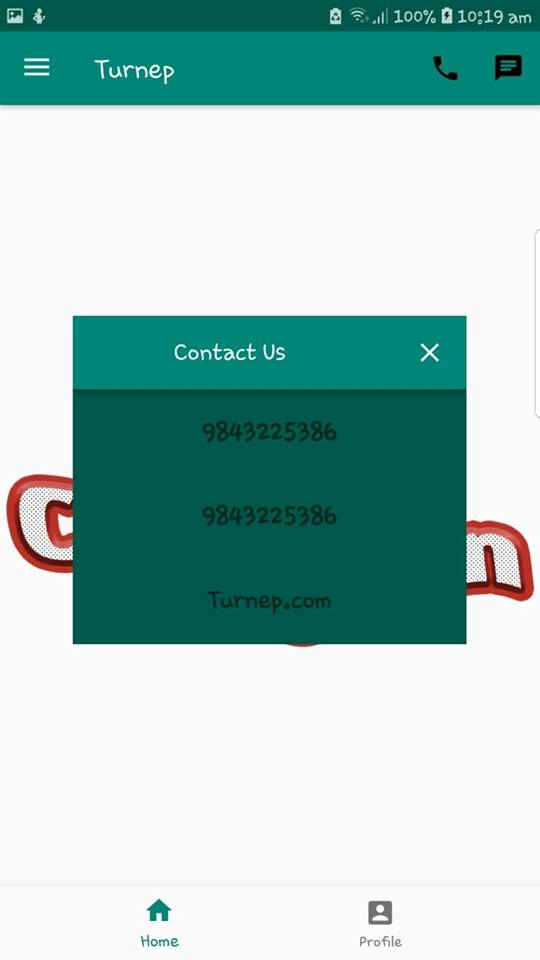 100% 10:19 am
Turnep
Contact Us
9843225386
9843225386
Turnep.com
Home
Profile